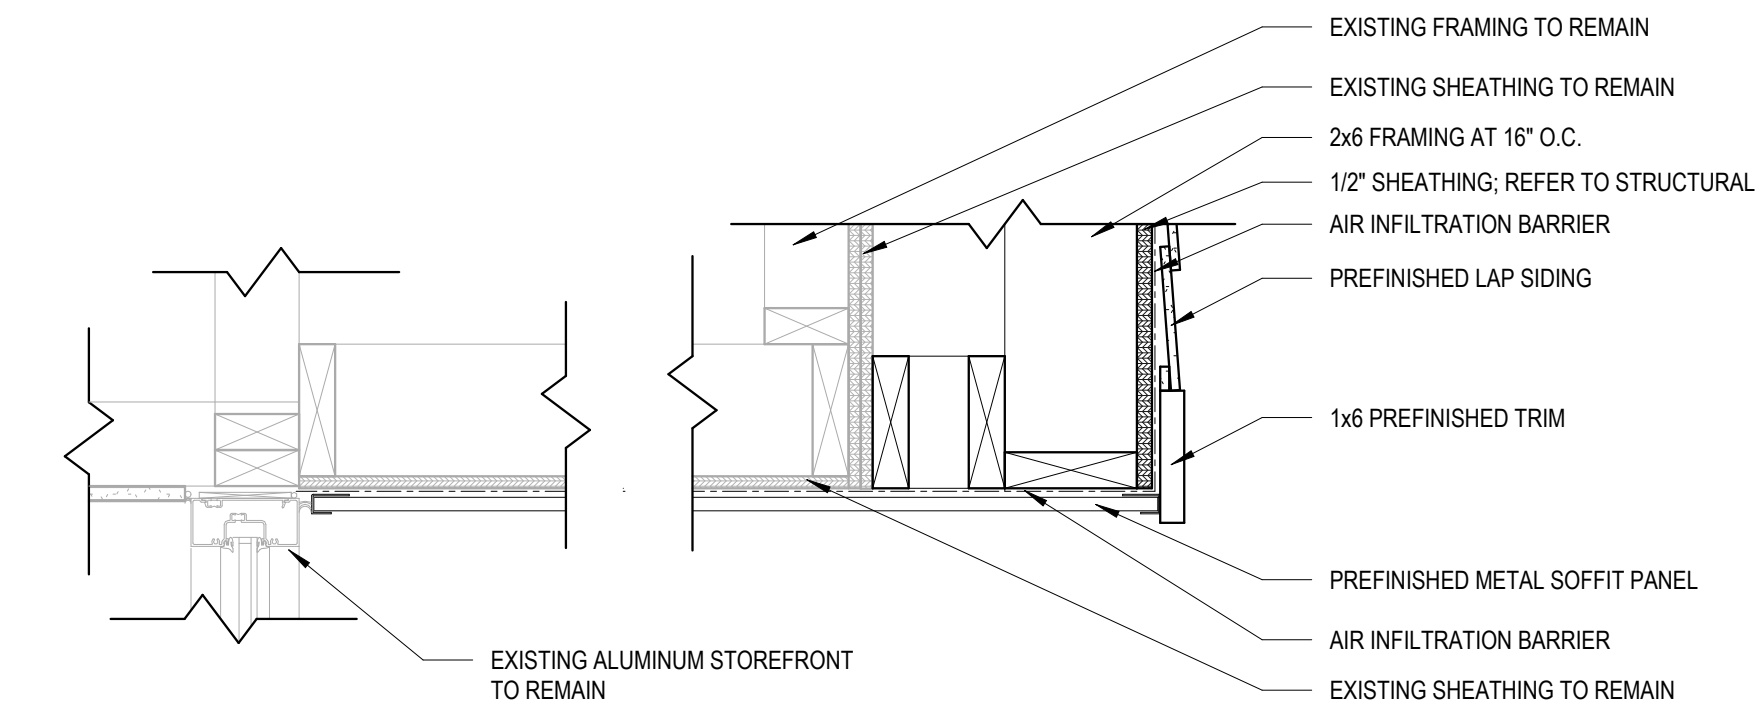 EXISTING FRAMING TO REMAIN
EXISTING SHEATHING TO REMAIN
2x6 FRAMING AT 16" O.C.
1/2" SHEATHING; REFER TO STRUCTURAL
AIR INFILTRATION BARRIER
PREFINISHED LAP SIDING
1x6 PREFINISHED TRIM
PREFINISHED METAL SOFFIT PANEL
AIR INFILTRATION BARRIER
EXISTING SHEATHING TO REMAIN
EXISTING ALUMINUM STOREFRONT
TO REMAIN